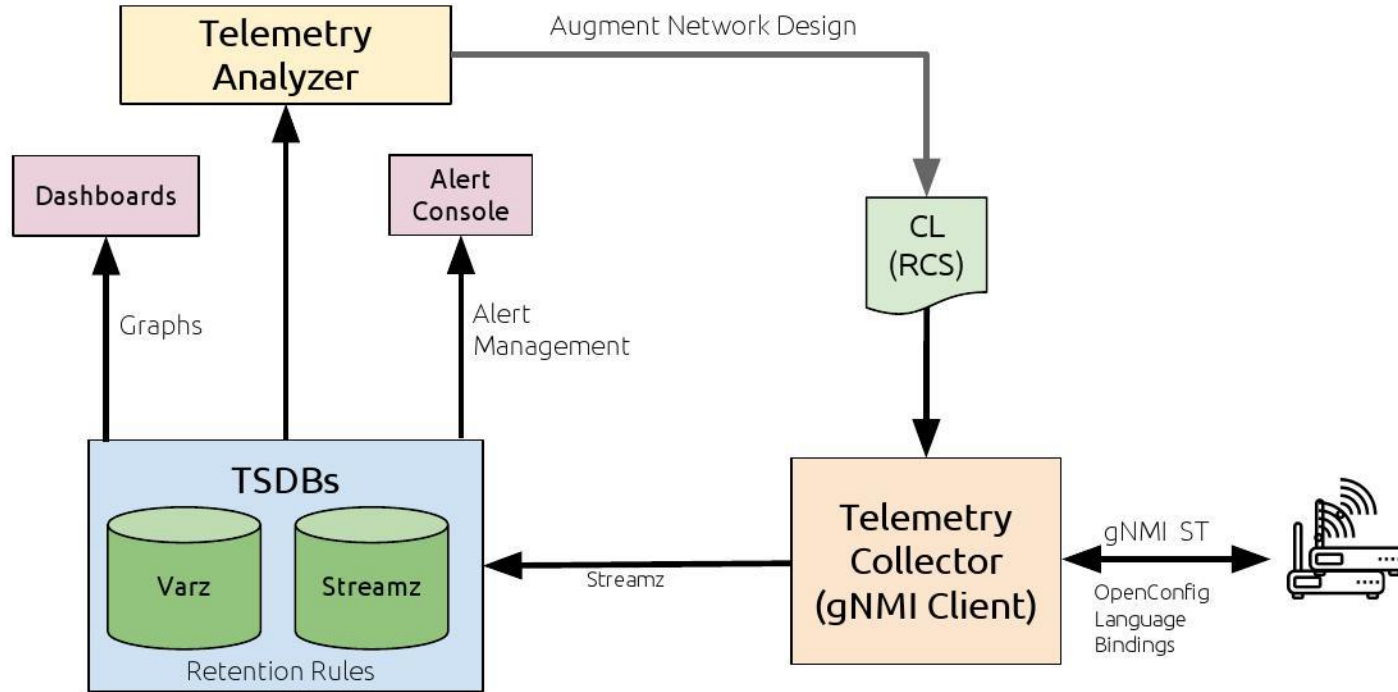 Telemetry
Analyzer
Augment Network Design
Dashboards
Alert
Console
CL
(RCS)
Graphs
Alert
Management
TSDBs
Varz
Streamz
Retention Rules
Streamz
Telemetry
Collector
(gNMI Client)
gNMI ST
OpenConfig
Language
Bindings